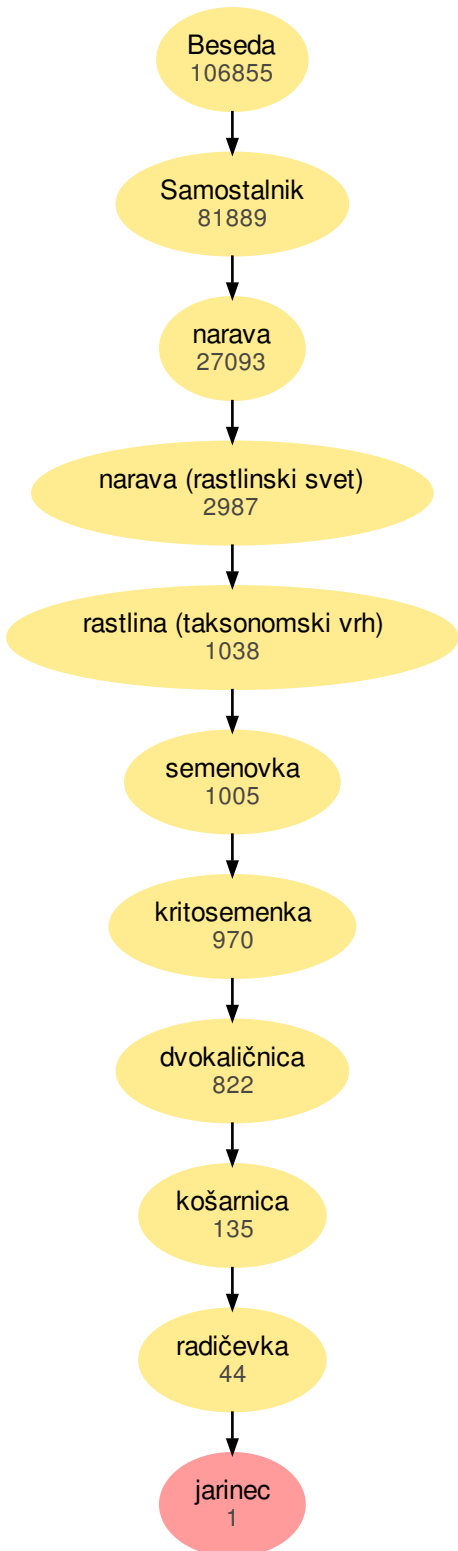 Beseda
106855
Samostalnik
81889
narava
27093
narava (rastlinski svet)
2987
rastlina (taksonomski vrh)
1038
semenovka
1005
kritosemenka
970
dvokaličnica
822
košarnica
135
radičevka
44
jarinec
1